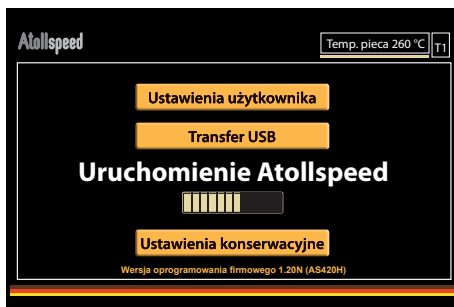 Atollspeed
Temp. pieca 260 °C T1
Ustawienia użytkownika
Transfer USB
Uruchomienie Atollspeed
Ustawienia konserwacyjne
Wersja oprogramowania firmowego 1.20N (AS420H)